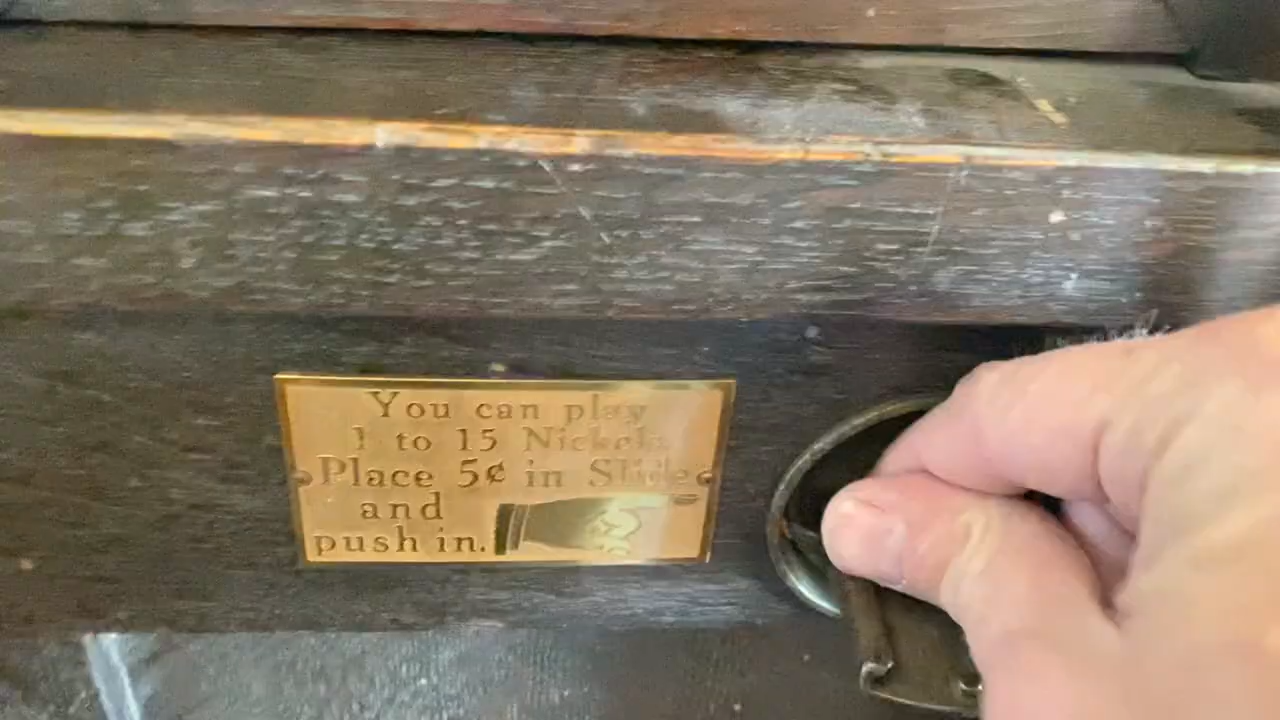 You can play
1 to 15 Nickels
Place 5¢ in Slide
and
push in.